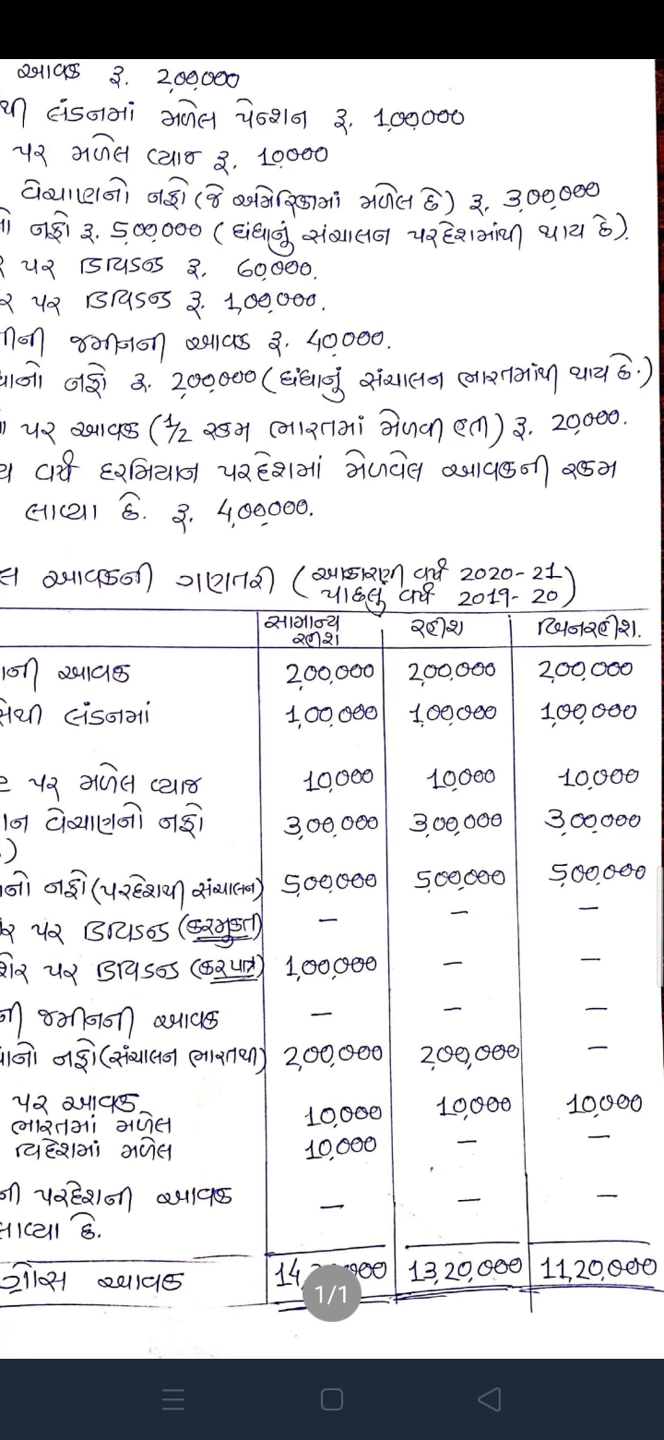 આવક રૂ. 2,00,000
થી લંડનમાં મળેલ પેન્શન રૂ. 1,00,000
પર મળેલ વ્યાજ રૂ. 10,000
વેચાણનો નફો (જે અમેરિકામાં મળેલ છે) રૂ. 3,00,000
નફો રૂ. 5,00,000 (ધંધાનું સંચાલન પરદેશમાંથી થાય છે).
પર ડિવિડન્ડ રૂ. 60,000.
ર પર ડિવિડન્ડ રૂ. 1,00,000.
જમીનની આવક રૂ. 40,000.
નફો રૂ. 2,00,000 (ધંધાનું સંચાલન ભારતમાંથી થાય છે.)
પર આવક (1/2 રકમ ભારતમાં મેળવી હતી) રૂ. 20,000.
વર્ષ દરમિયાન પરદેશમાં મેળવેલ આવકની રકમ
લાવ્યા છે. રૂ. 4,00,000.
લ આવકની ગણતરી (આકારણી વર્ષ 2020-21
પાછલું વર્ષ 2019-20)
સામાન્ય રહીશ રહીશ બિનરહીશ.
ની આવક 2,00,000 2,00,000 2,00,000
થી લંડનમાં 1,00,000 1,00,000 1,00,000
પર મળેલ વ્યાજ 10,000 10,000 10,000
ન વેચાણનો નફો 3,00,000 3,00,000 3,00,000
)
નો નફો (પરદેશથી સંચાલન) 5,00,000 5,00,000 5,00,000
ર પર ડિવિડન્ડ (કરમુક્ત) — — —
શેર પર ડિવિડન્ડ (કરપાત્ર) 1,00,000 — —
ની જમીનની આવક — — —
નો નફો (સંચાલન ભારતથી) 2,00,000 2,00,000 —
પર આવક
ભારતમાં મળેલ 10,000 10,000 10,000
વિદેશમાં મળેલ 10,000 — —
ની પરદેશની આવક — — —
લાવ્યા છે.
ગ્રોસ આવક 13,20,000 11,20,000
1/1